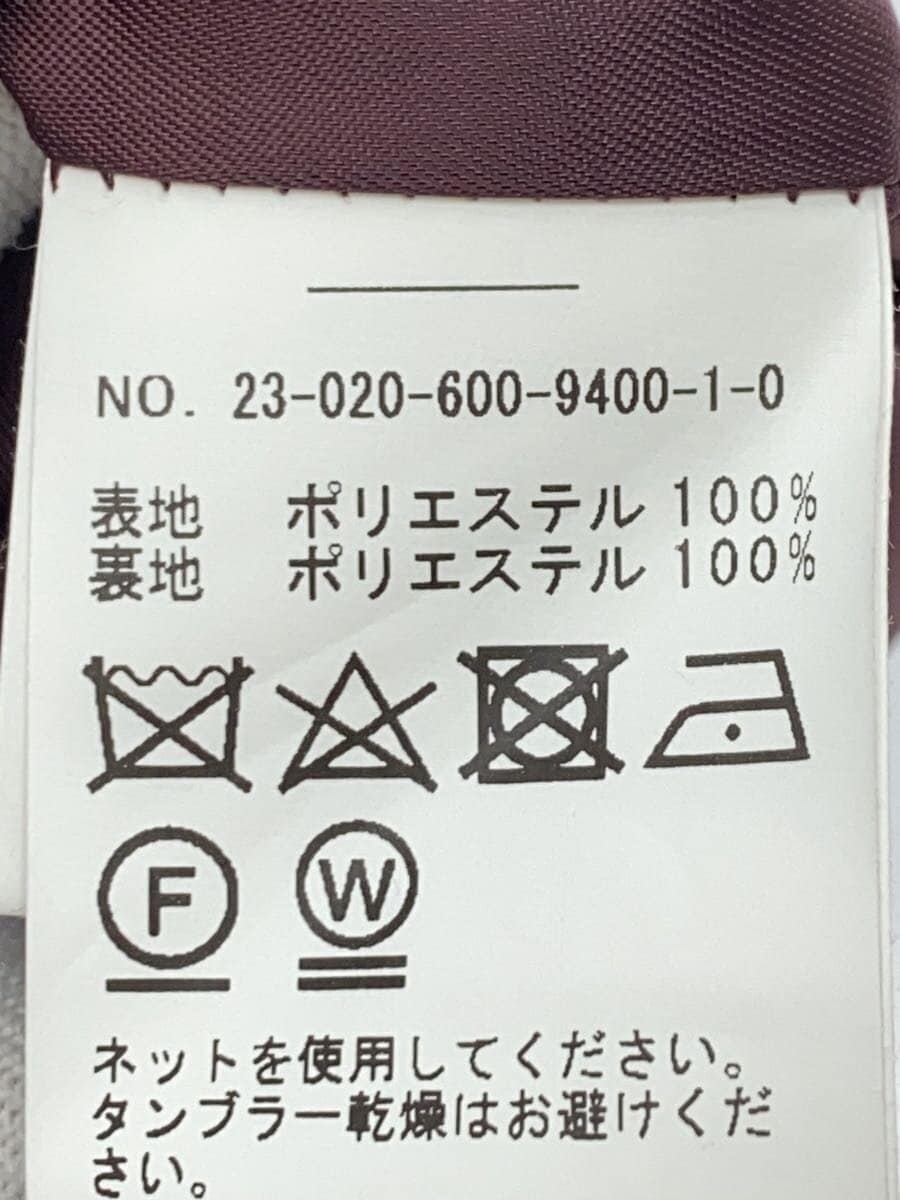 NO. 23-020-600-9400-1-0
表地 ポリエステル 100%
裏地 ポリエステル 100%
F W
ネットを使用してください。
タンブラー乾燥はお避けくだ
さい。